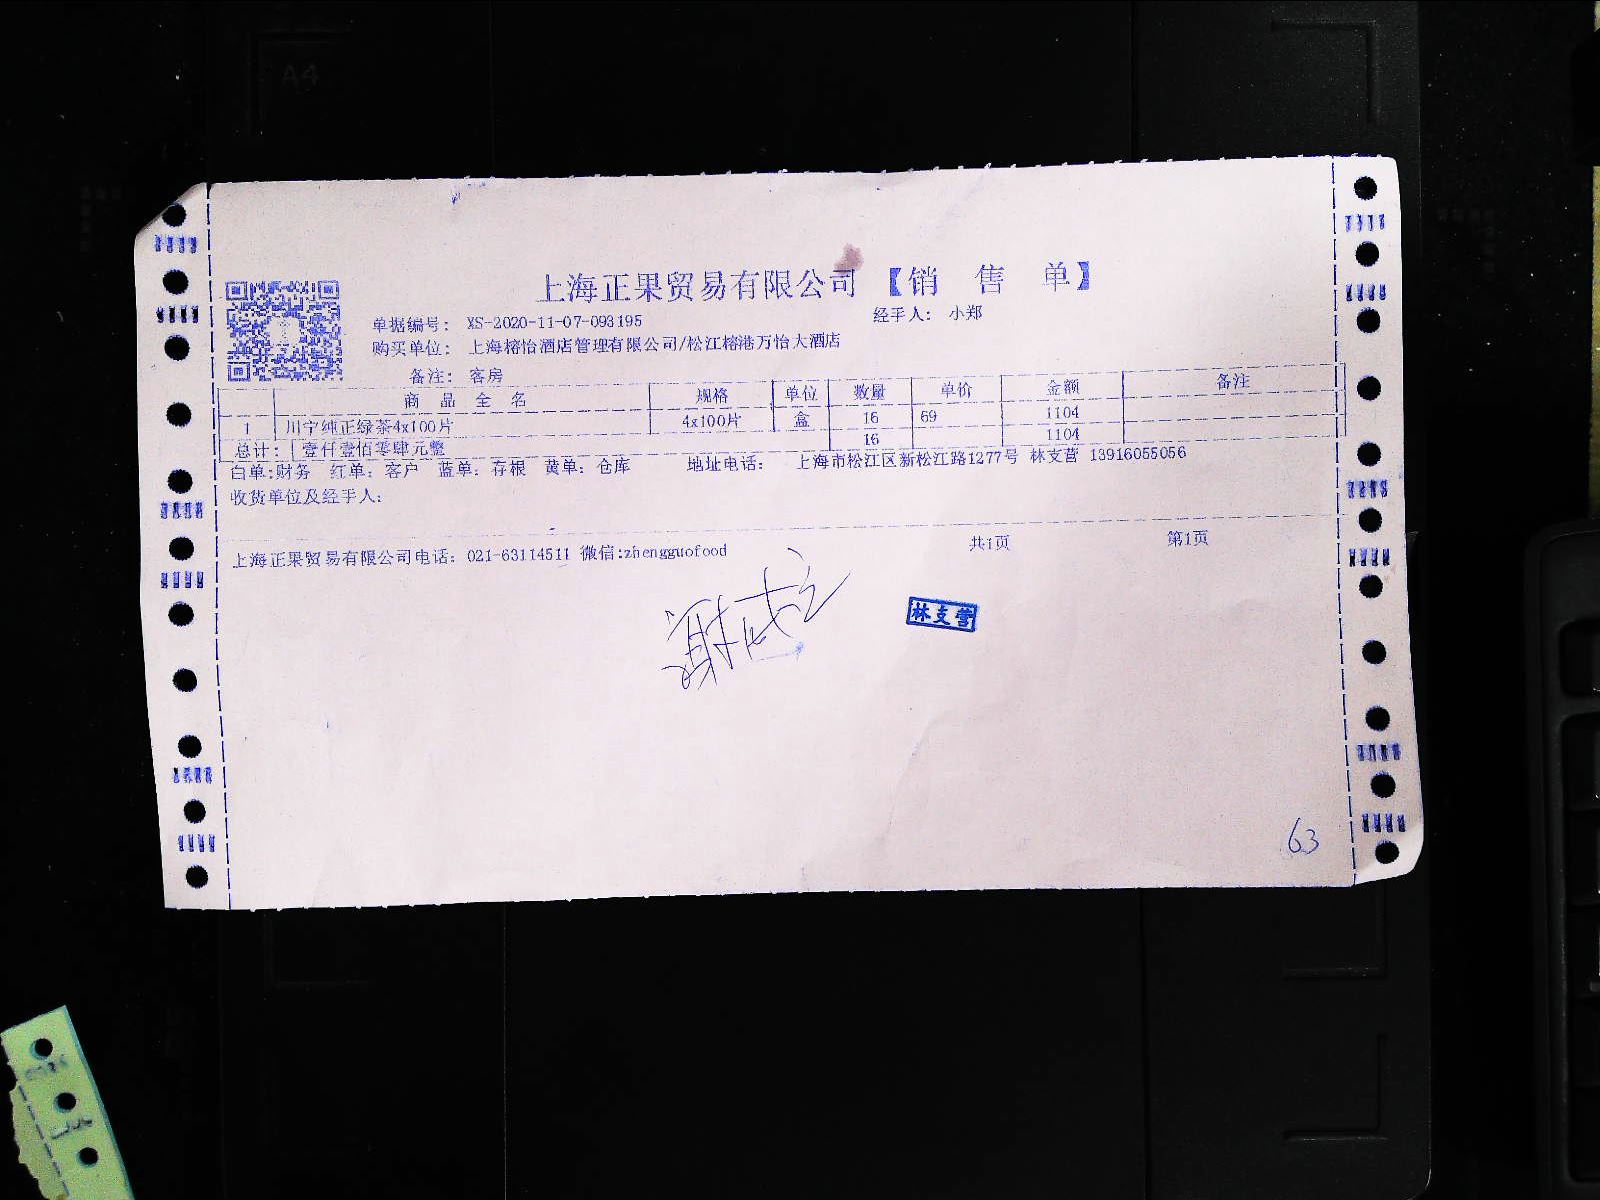 A4
上海正果贸易有限公司 【销 售 单】
单据编号: XS-2020-11-07-093195 经手人: 小郑
购买单位: 上海榕怡酒店管理有限公司/松江榕港万怡大酒店
备注: 客房
商 品 全 名 规格 单位 数量 单价 金额 备注
1 川宁纯正绿茶4x100片 4x100片 盒 16 69 1104
总计: 壹仟壹佰零肆元整 16 1104
白单:财务 红单: 客户 蓝单: 存根 黄单: 仓库 地址电话: 上海市松江区新松江路1277号 林支营 13916055056
收货单位及经手人:
上海正果贸易有限公司电话: 021-63114511 微信:zhengguofood 共1页 第1页
林支营
63